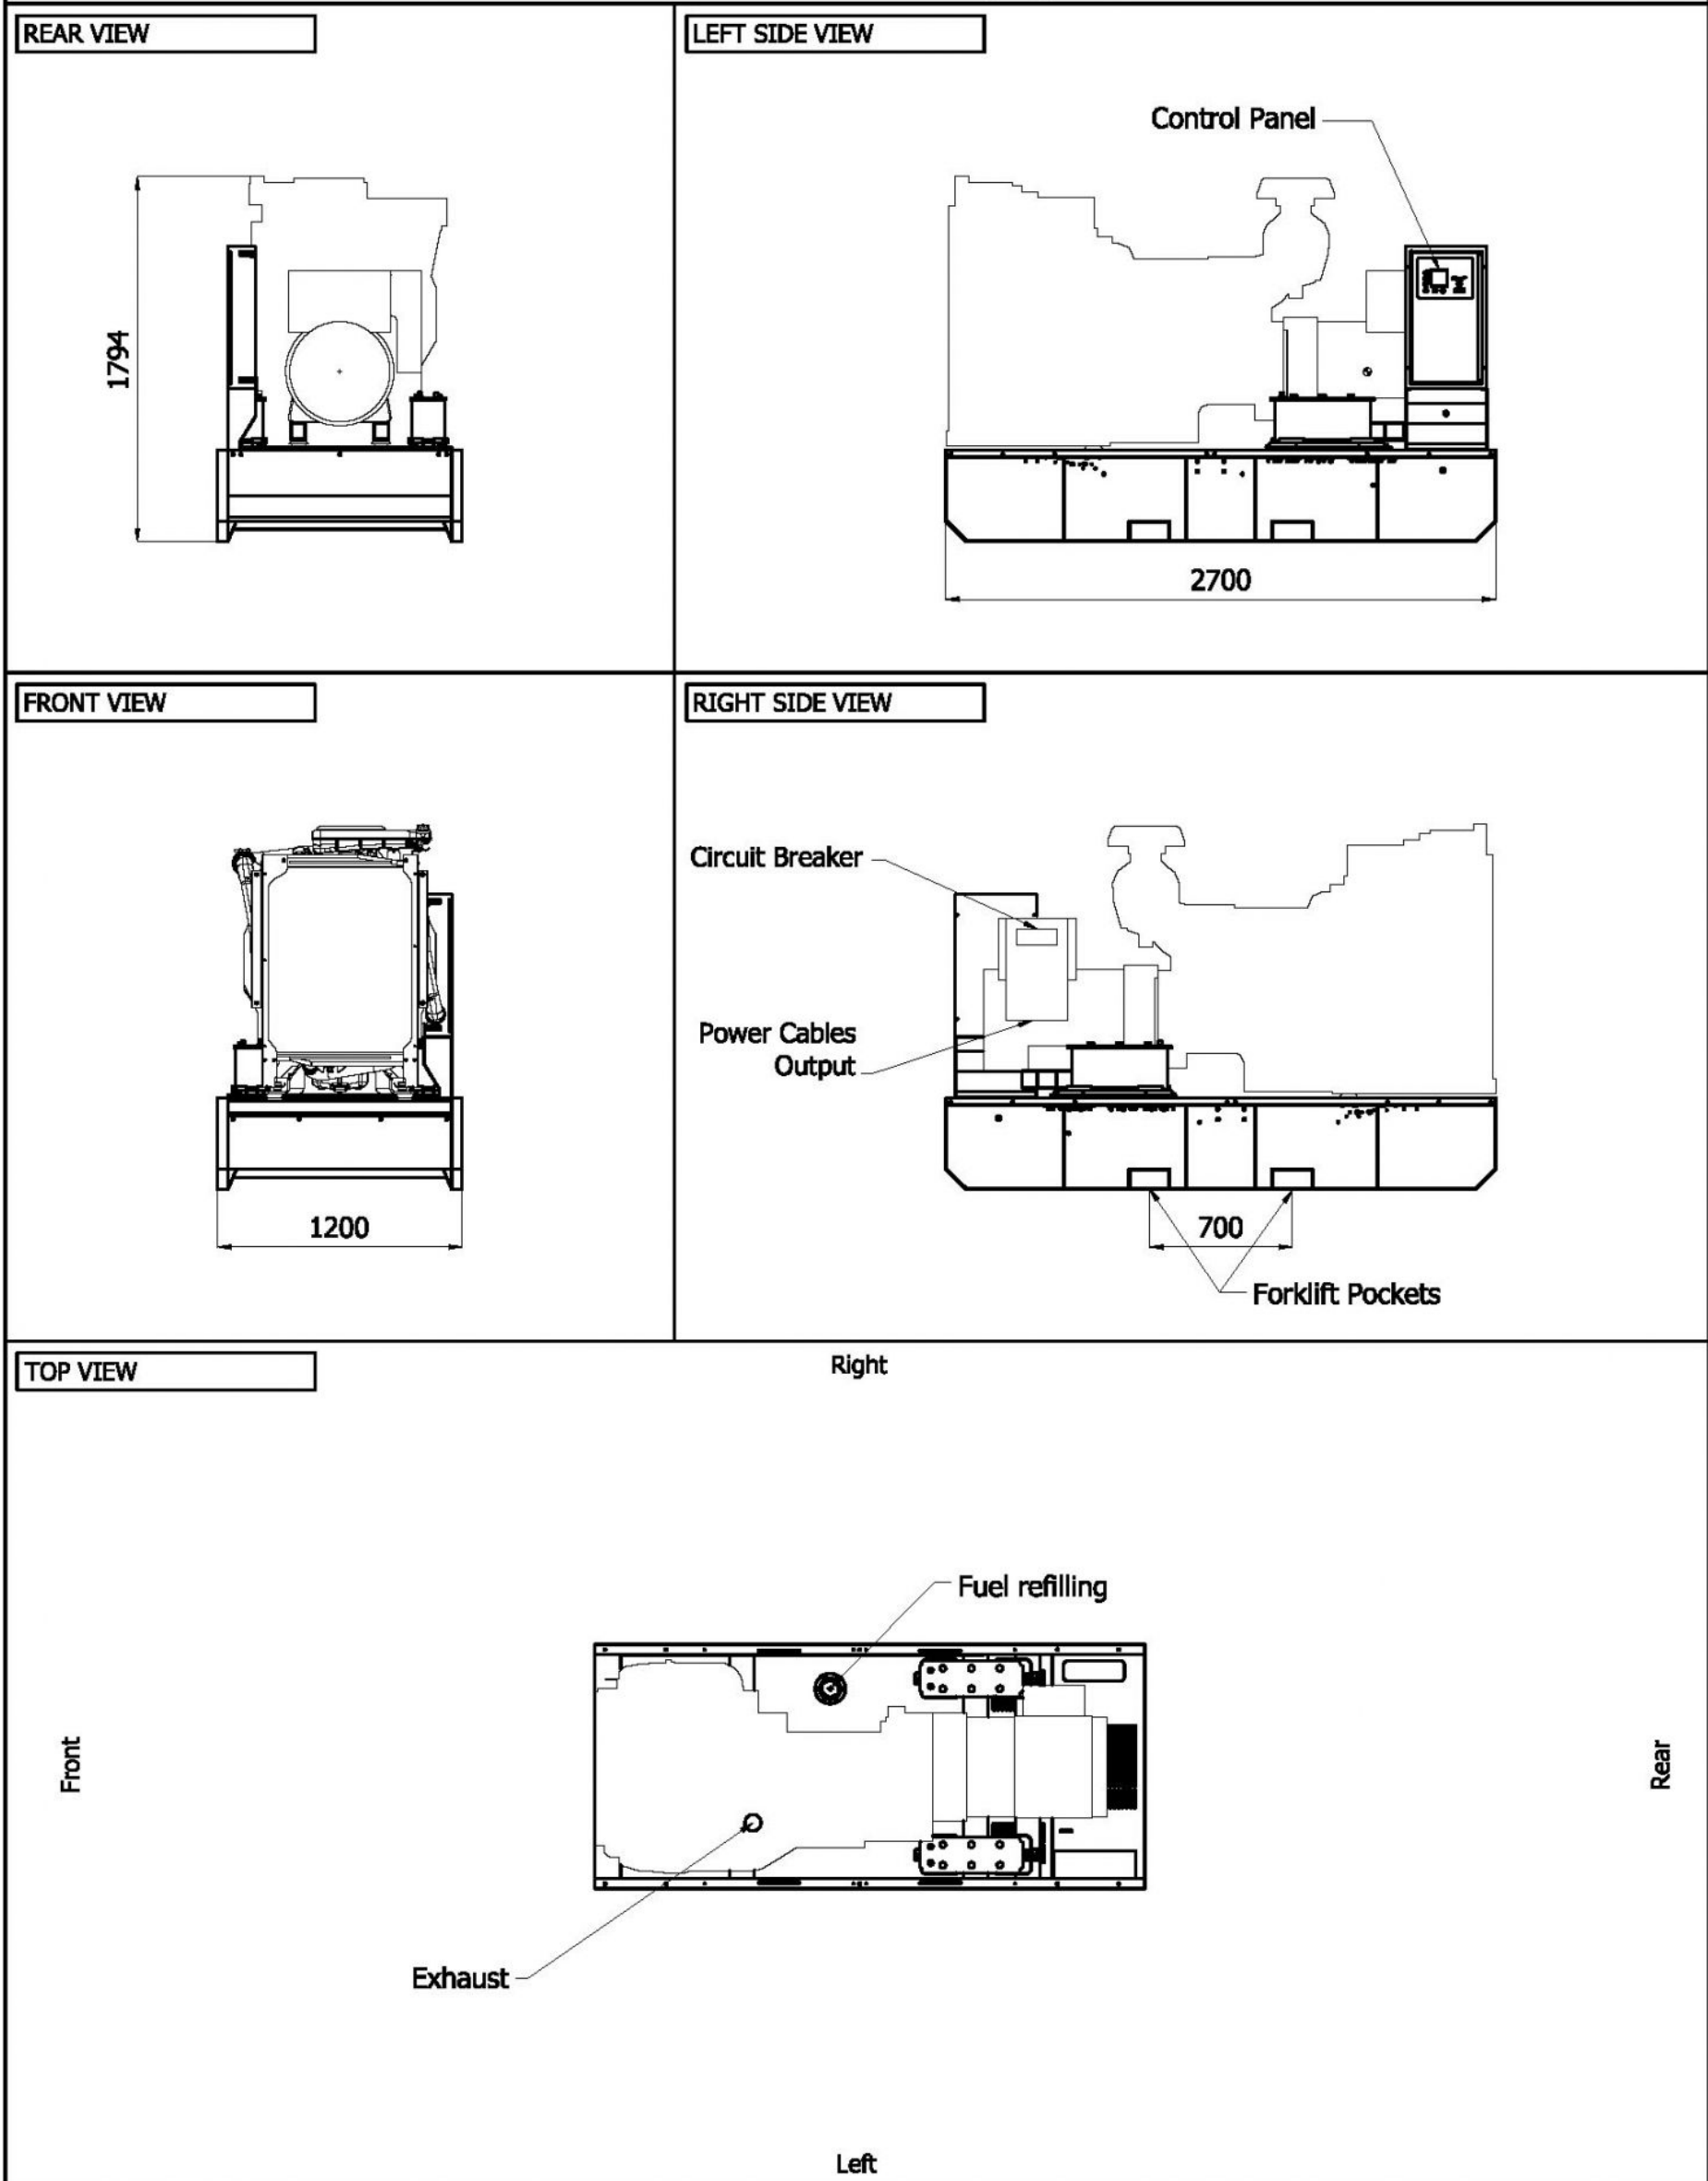 REAR VIEW
1794
LEFT SIDE VIEW
Control Panel
2700
FRONT VIEW
1200
RIGHT SIDE VIEW
Circuit Breaker
Power Cables
Output
700
Forklift Pockets
TOP VIEW
Right
Fuel refilling
Front
Rear
Exhaust
Left